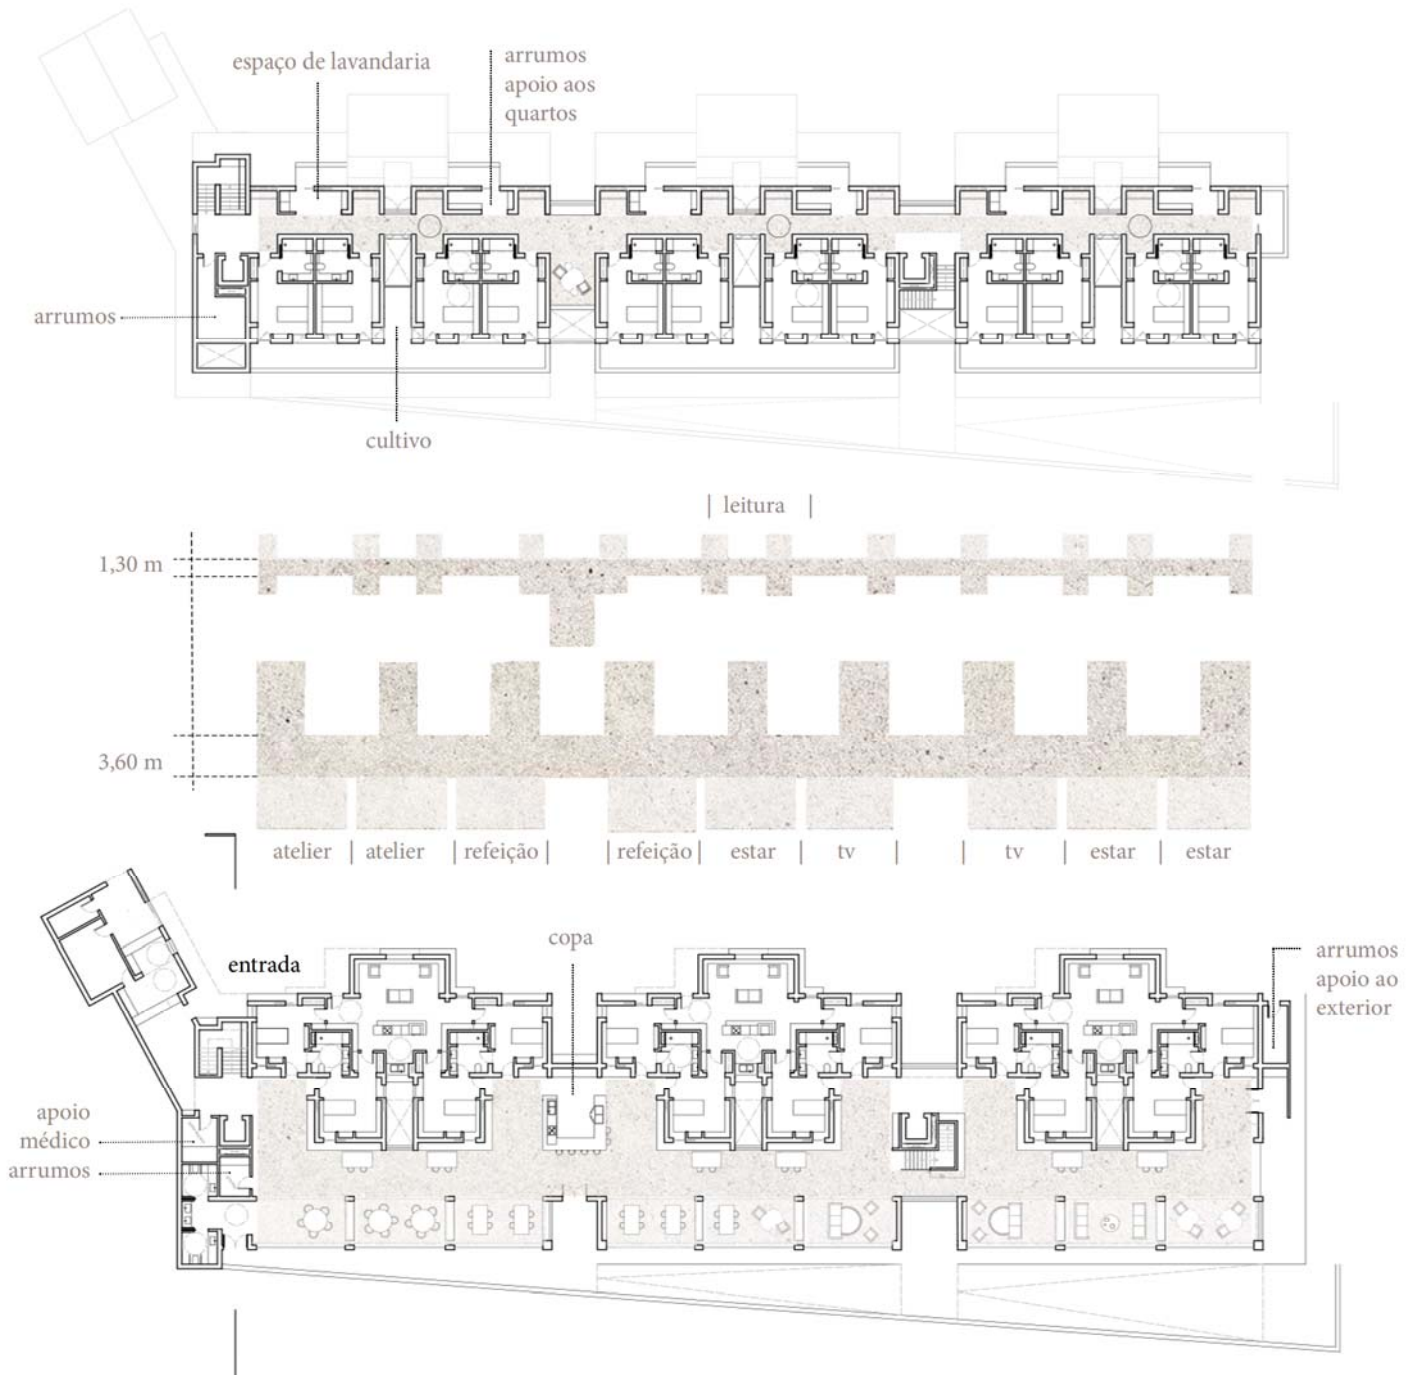 espaço de lavandaria
arrumos
apoio aos
quartos
arrumos
cultivo
| leitura |
1,30 m
3,60 m
atelier | atelier | refeição | | refeição | estar | tv | | tv | estar | estar
copa
entrada
arrumos
apoio ao
exterior
apoio
médico
arrumos